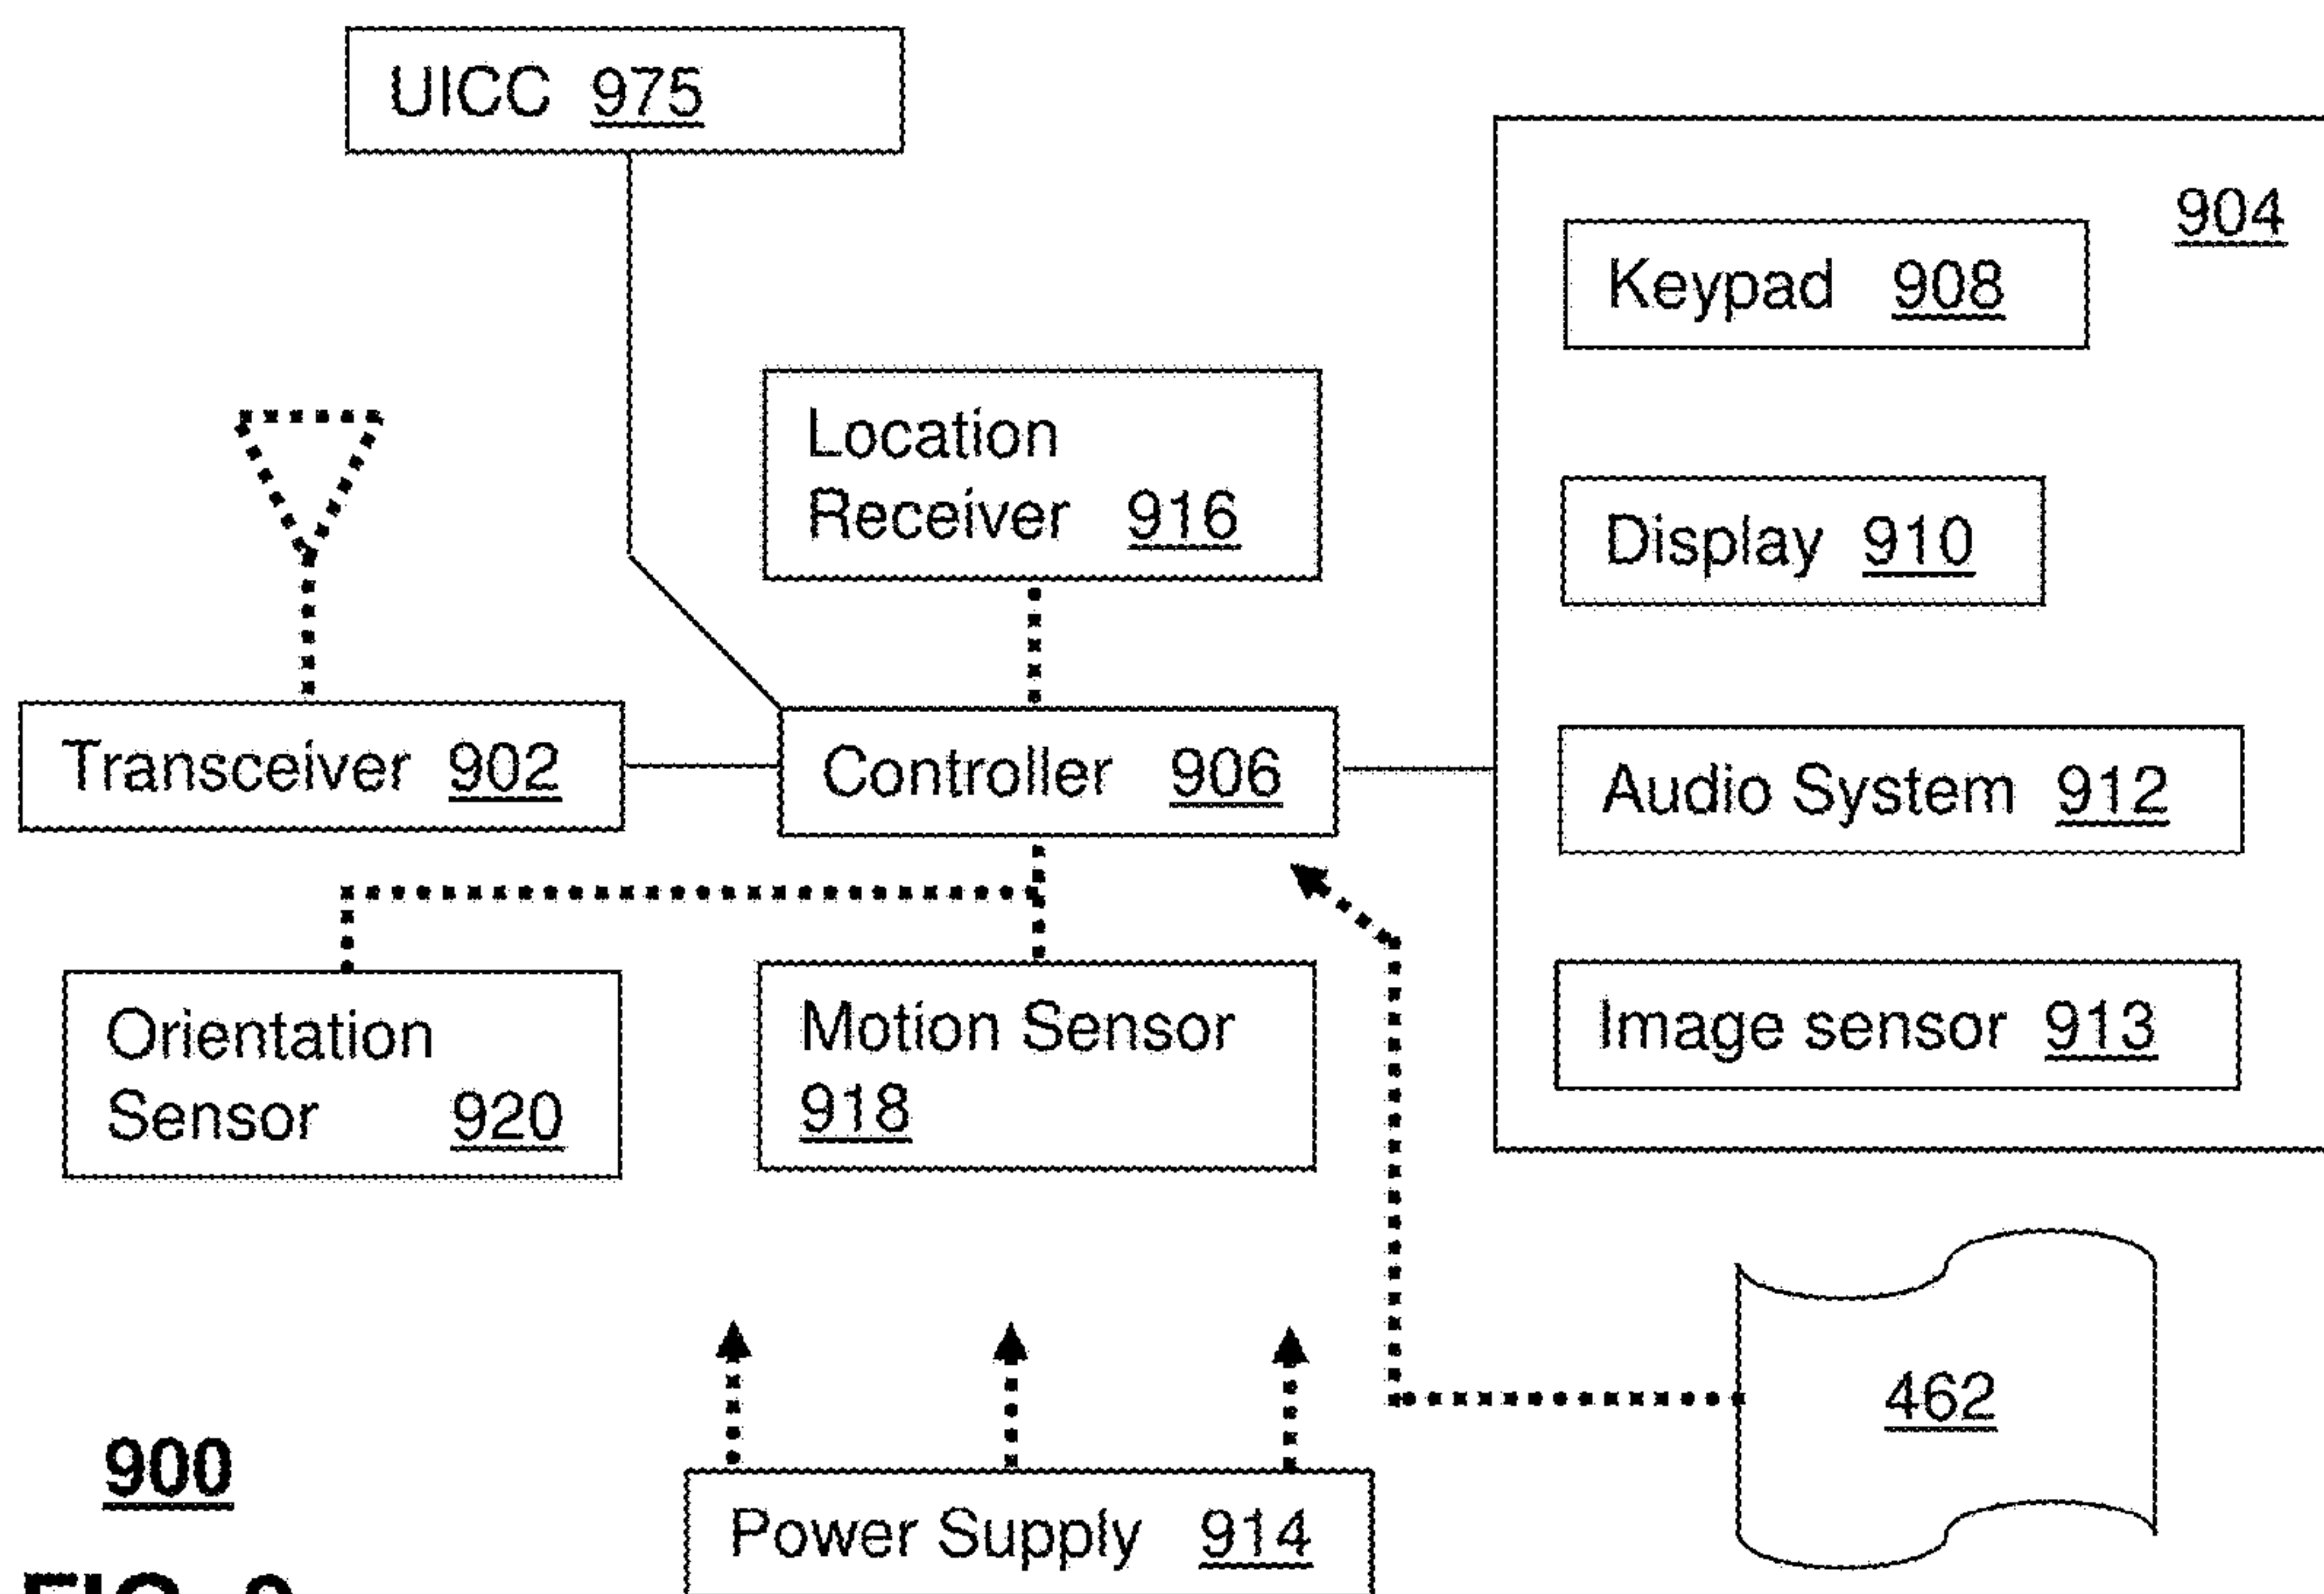 UICC 975
904
Keypad 908
Location
Receiver 916
Display 910
Transceiver 902
Controller 906
Audio System 912
Orientation
Sensor 920
Motion Sensor
918
Image sensor 913
462
900
Power Supply 914